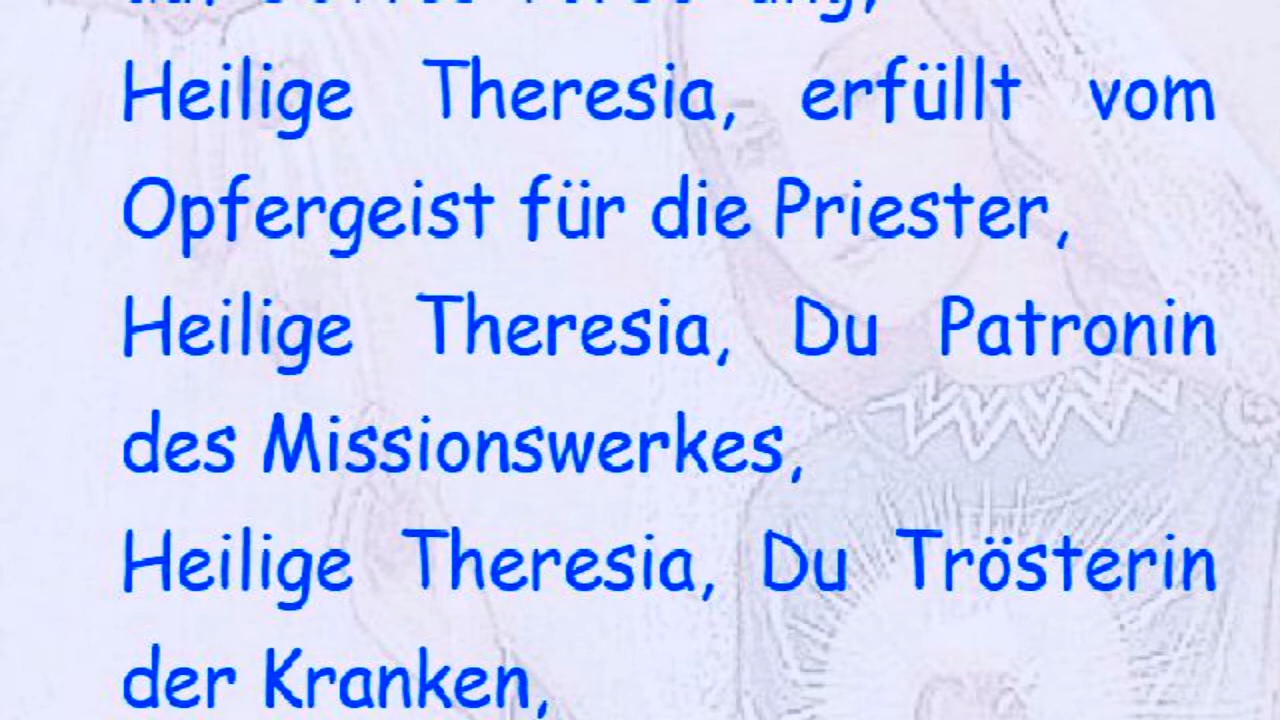 Heilige Theresia, erfüllt vom
Opfergeist für die Priester,
Heilige Theresia, Du Patronin
des Missionswerkes,
Heilige Theresia, Du Trösterin
der Kranken,